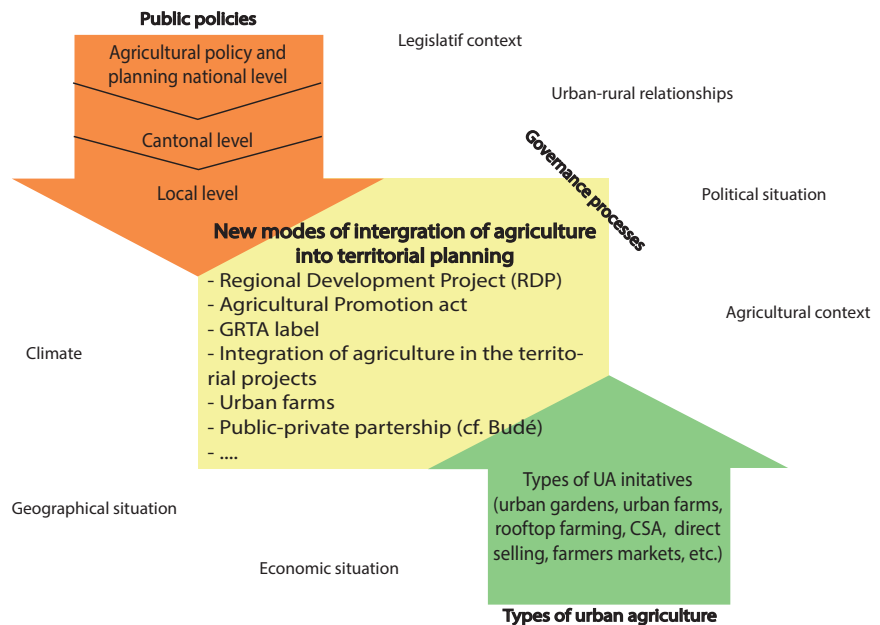 Public policies
Agricultural policy and
planning national level
Cantonal level
Local level
Legislatif context
Urban-rural relationships
Governance processes
Political situation
Agricultural context
New modes of intergration of agriculture
into territorial planning
- Regional Development Project (RDP)
- Agricultural Promotion act
- GRTA label
- Integration of agriculture in the territo-
rial projects
- Urban farms
- Public-private partership (cf. Budé)
- ....
Climate
Geographical situation
Economic situation
Types of UA initatives
(urban gardens, urban farms,
rooftop farming, CSA,  direct
selling, farmers markets, etc.)
Types of urban agriculture